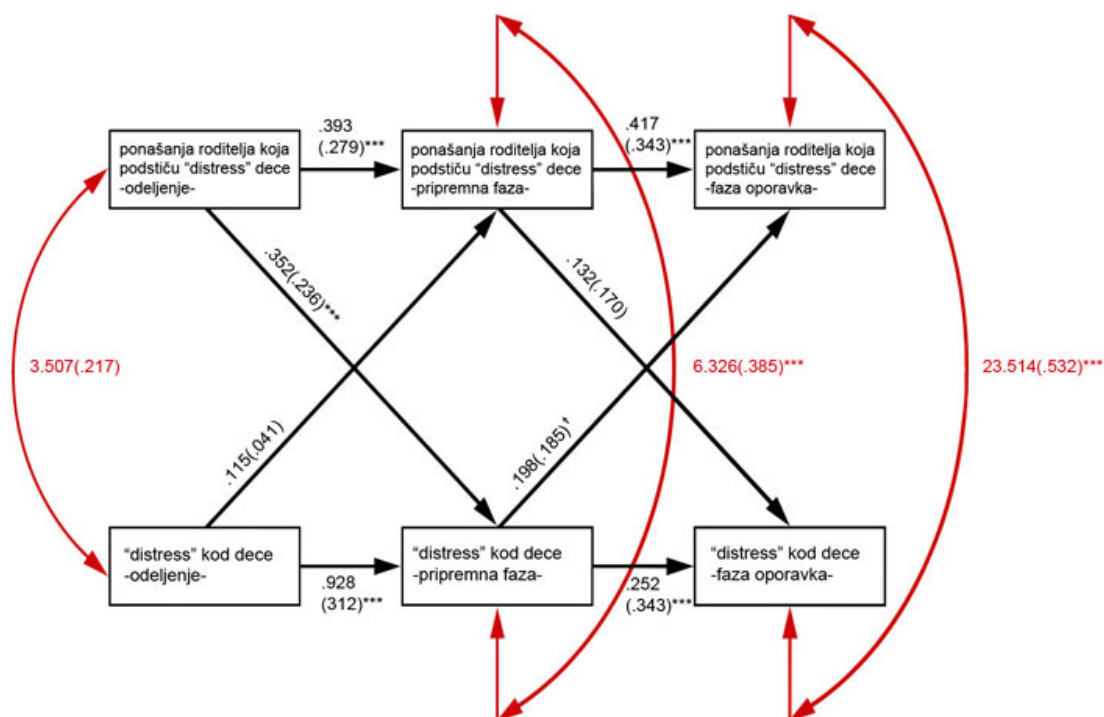 .393
(.279)***
.417
(.343)***
ponašanja roditelja koja
podstiču “distress” dece
-odeljenje-
ponašanja roditelja koja
podstiču “distress” dece
-pripremna faza-
ponašanja roditelja koja
podstiču “distress” dece
-faza oporavka-
.352(.236)***
.132(.170)
3.507(.217)
6.326(.385)***
23.514(.532)***
.115(.041)
.198(.185)†
“distress” kod dece
-odeljenje-
“distress” kod dece
-pripremna faza-
“distress” kod dece
-faza oporavka-
.928
(312)***
.252
(.343)***